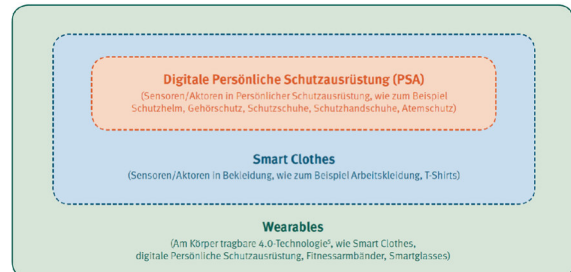 Digitale Persönliche Schutzausrüstung (PSA)
(Sensoren/Aktoren in Persönlicher Schutzausrüstung, wie zum Beispiel
Schutzhelm, Gehörschutz, Schutzschuhe, Schutzhandschuhe, Atemschutz)
Smart Clothes
(Sensoren/Aktoren in Bekleidung, wie zum Beispiel Arbeitskleidung, T-Shirts)
Wearables
(Am Körper tragbare 4.0-Technologie⁵, wie Smart Clothes,
digitale Persönliche Schutzausrüstung, Fitnessarmbänder, Smartglasses)